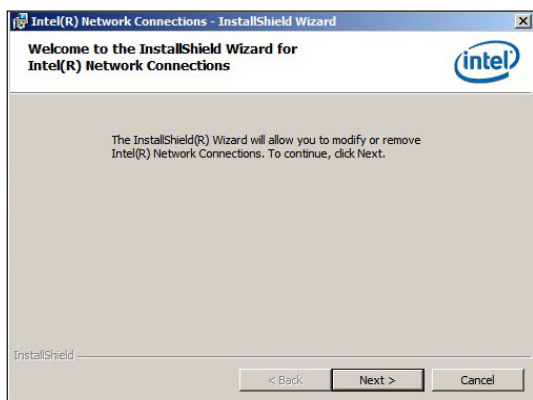 Intel(R) Network Connections - InstallShield Wizard
Welcome to the InstallShield Wizard for
Intel(R) Network Connections
intel
The InstallShield(R) Wizard will allow you to modify or remove
Intel(R) Network Connections. To continue, click Next.
InstallShield
< Back
Next >
Cancel